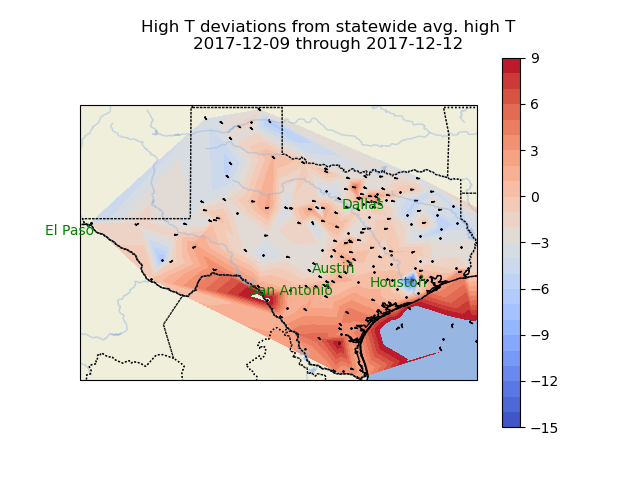 High T deviations from statewide avg. high T
2017-12-09 through 2017-12-12
9
6
3
0
−3
−6
−9
−12
−15
Dallas
El Paso
Austin
Houston
San Antonio